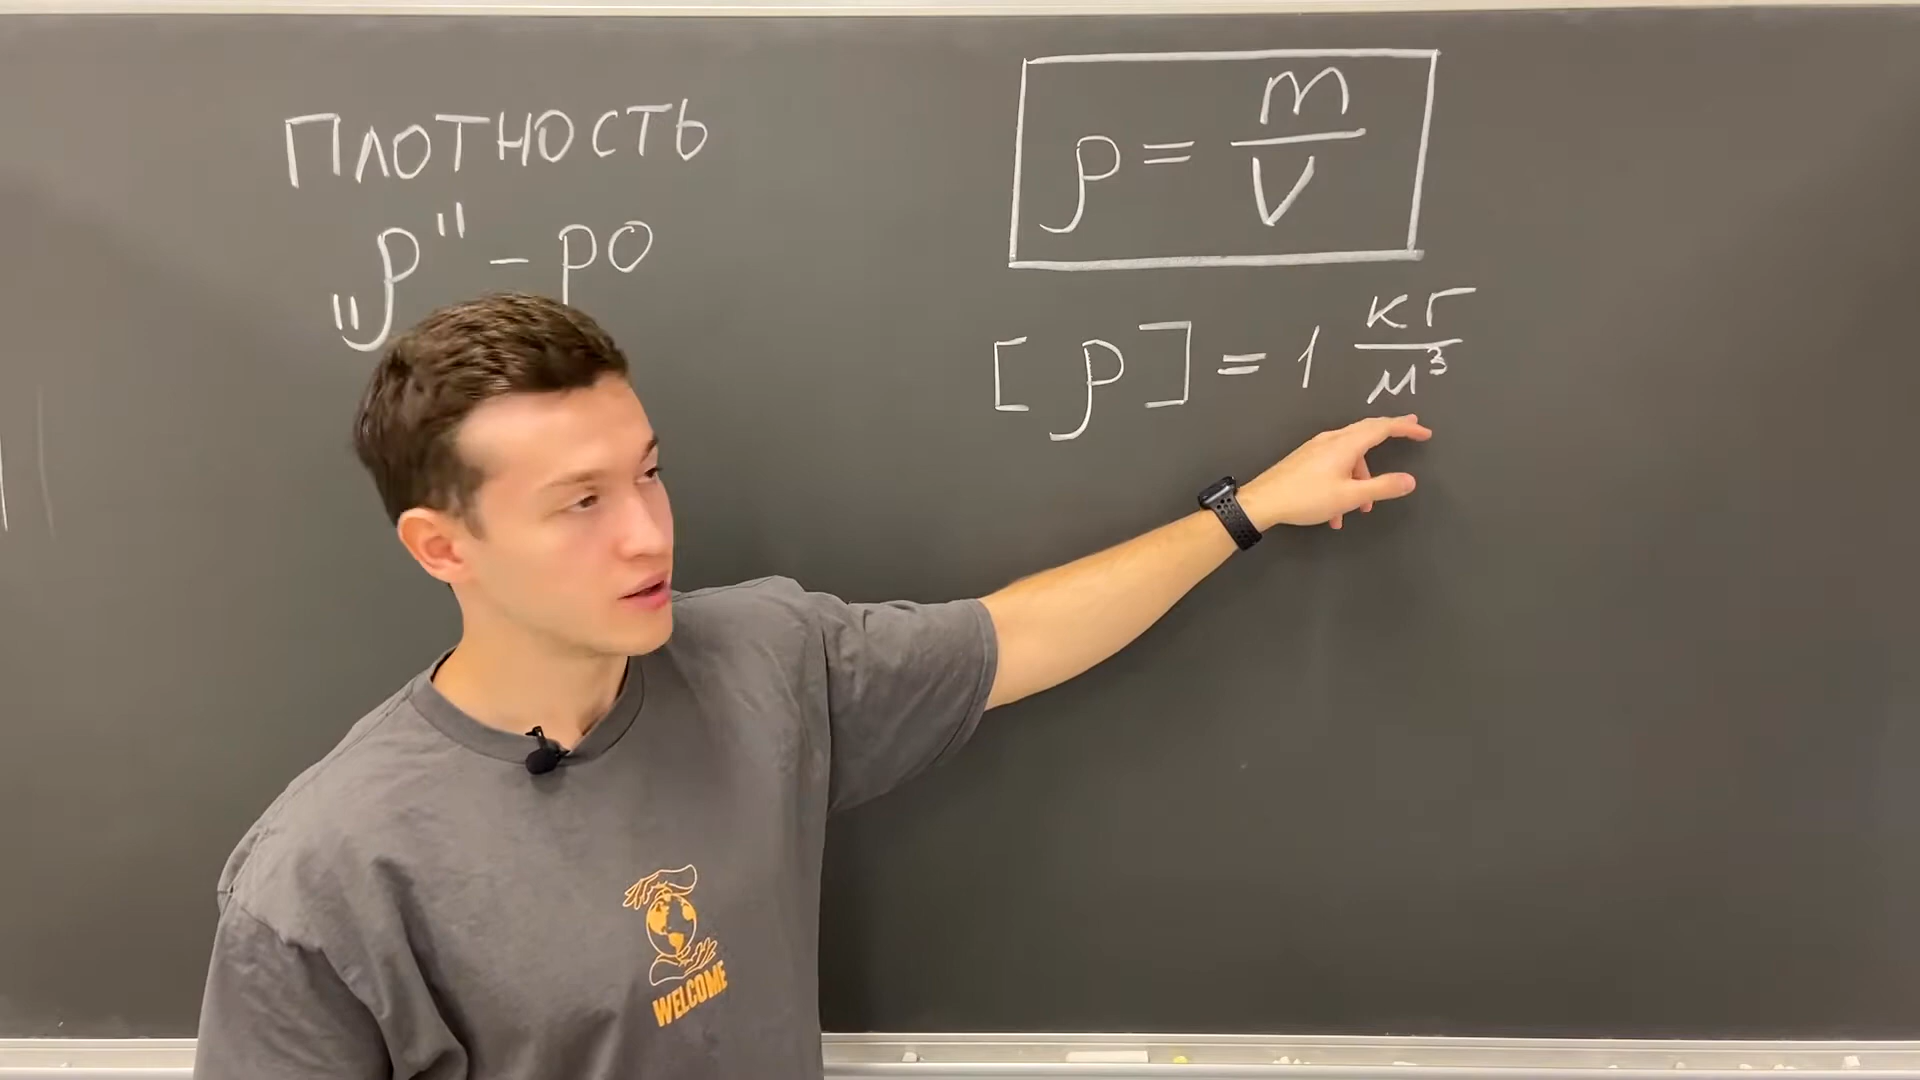 ПЛОТНОСТЬ
„ρ" – ро
ρ = m/V
[ρ] = 1 кг/м³
WELCOME